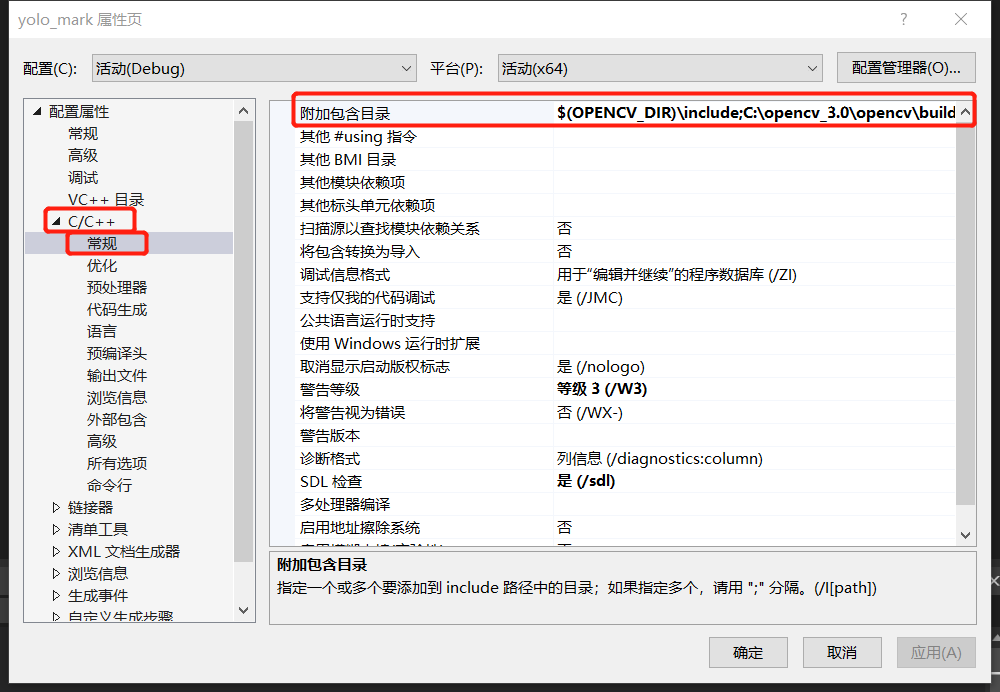 yolo_mark 属性页
配置(C): 活动(Debug) 平台(P): 活动(x64) 配置管理器(O)...
配置属性
常规
高级
调试
VC++ 目录
C/C++
常规
优化
预处理器
代码生成
语言
预编译头
输出文件
浏览信息
外部包含
高级
所有选项
命令行
链接器
清单工具
XML 文档生成器
浏览信息
生成事件
自定义生成步骤
附加包含目录 $(OPENCV_DIR)\include;C:\opencv_3.0\opencv\build
其他 #using 指令
其他 BMI 目录
其他模块依赖项
其他标头单元依赖项
扫描源以查找模块依赖关系 否
将包含转换为导入 否
调试信息格式 用于“编辑并继续”的程序数据库 (/ZI)
支持仅我的代码调试 是 (/JMC)
公共语言运行时支持
使用 Windows 运行时扩展
取消显示启动版权标志 是 (/nologo)
警告等级 等级 3 (/W3)
将警告视为错误 否 (/WX-)
警告版本
诊断格式 列信息 (/diagnostics:column)
SDL 检查 是 (/sdl)
多处理器编译
启用地址擦除系统 否
附加包含目录
指定一个或多个要添加到 include 路径中的目录；如果指定多个，请用 ";" 分隔。(/I[path])
确定 取消 应用(A)